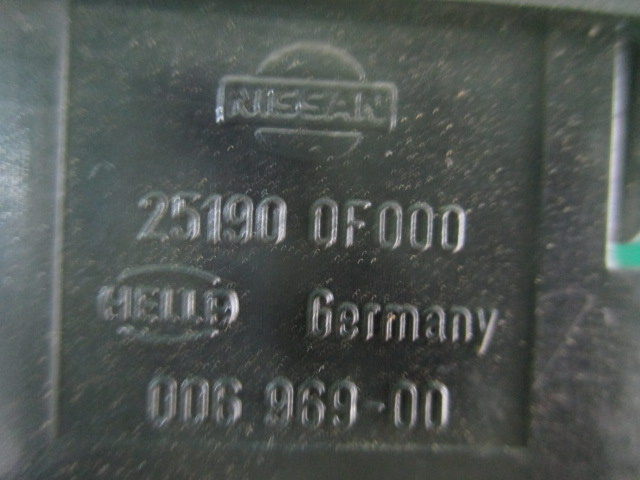 NISSAN
25190 0F000
HELLA Germany
006 969-00